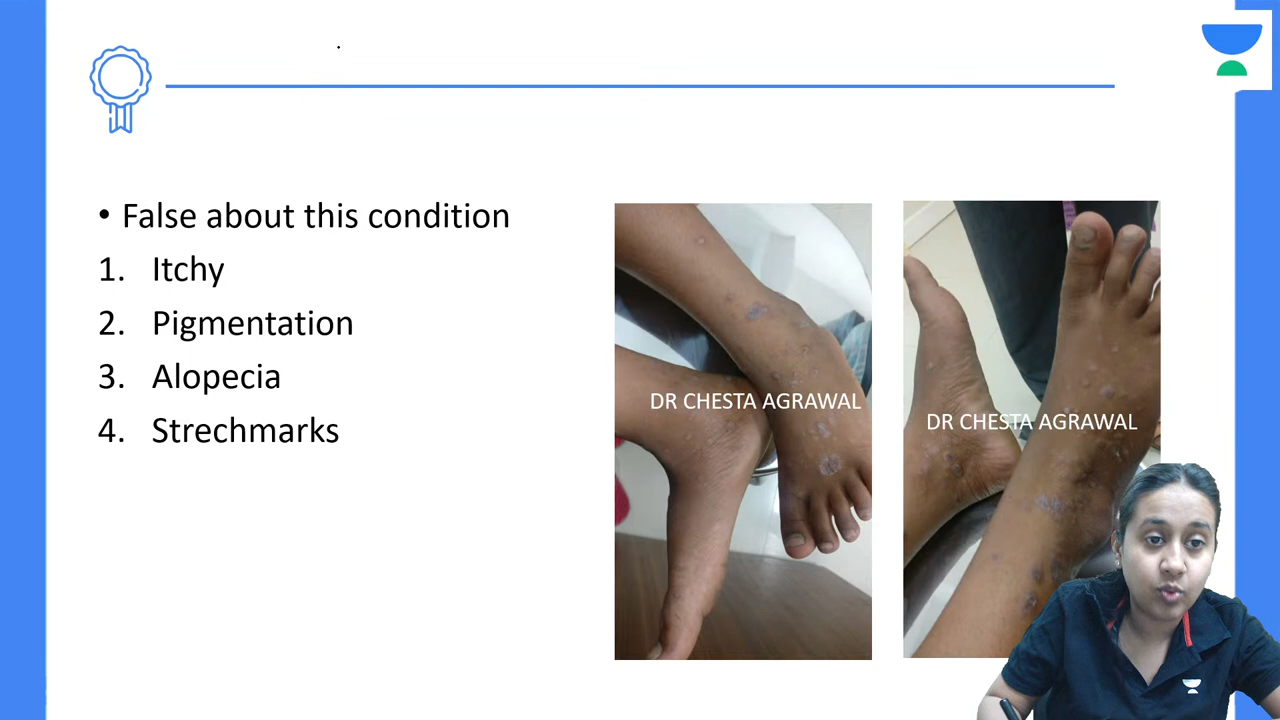 • False about this condition
1. Itchy
2. Pigmentation
3. Alopecia
4. Strechmarks
DR CHESTA AGRAWAL
DR CHESTA AGRAWAL